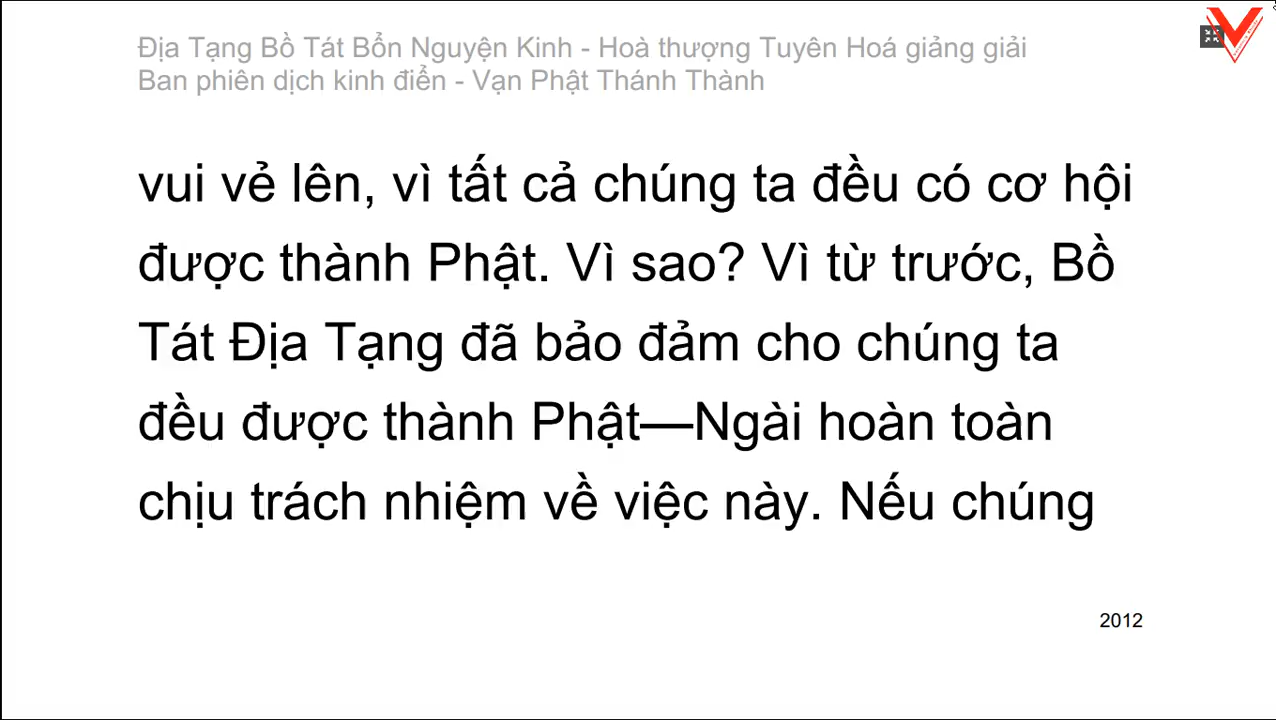 Địa Tạng Bồ Tát Bổn Nguyện Kinh - Hoà thượng Tuyên Hoá giảng giải
Ban phiên dịch kinh điển - Vạn Phật Thánh Thành
vui vẻ lên, vì tất cả chúng ta đều có cơ hội
được thành Phật. Vì sao? Vì từ trước, Bồ
Tát Địa Tạng đã bảo đảm cho chúng ta
đều được thành Phật—Ngài hoàn toàn
chịu trách nhiệm về việc này. Nếu chúng
2012